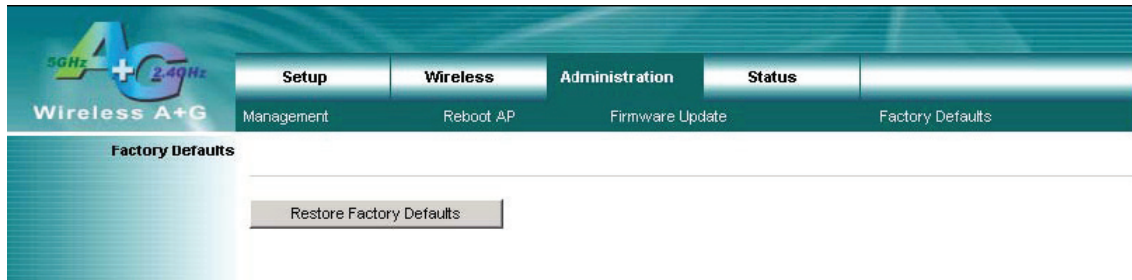 5GHz
A+G
2.4GHz
Wireless A+G
Setup Wireless Administration Status
Management Reboot AP Firmware Update Factory Defaults
Factory Defaults
Restore Factory Defaults